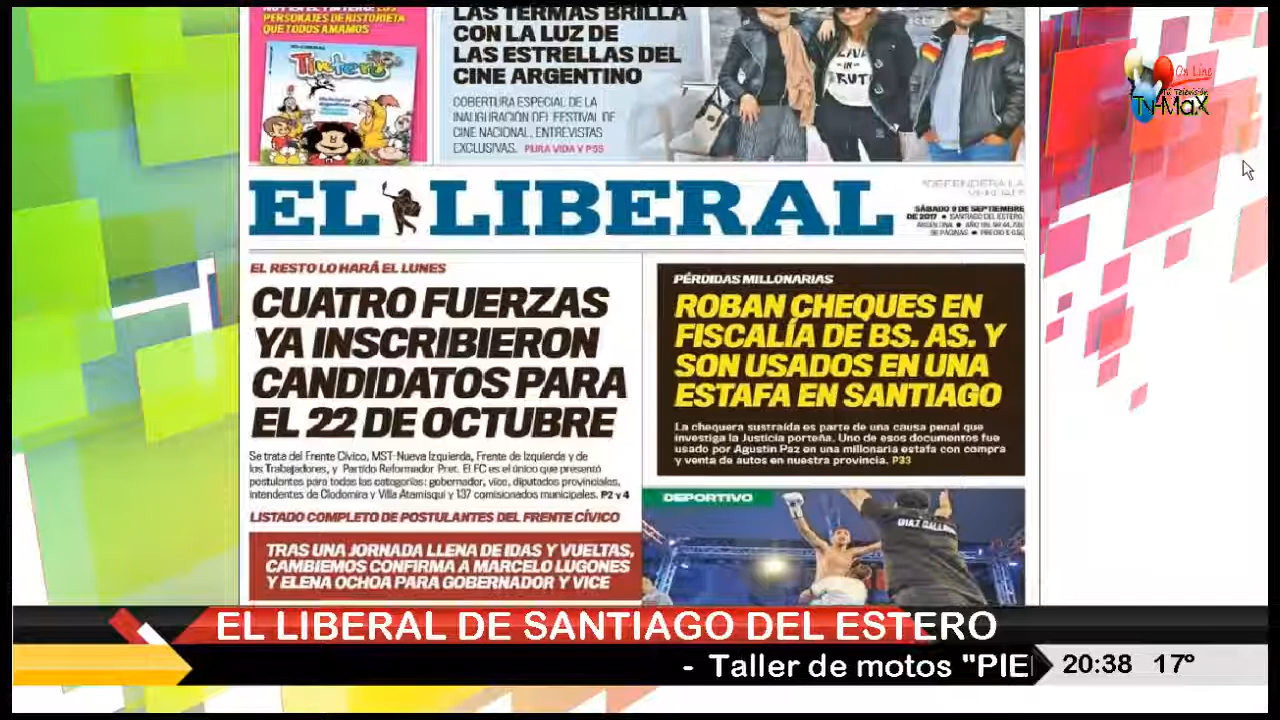 PERSONAJES DE HISTORIETA
QUE TODOS AMAMOS
Tintero
LAS TERMAS BRILLA
CON LA LUZ DE
LAS ESTRELLAS DEL
CINE ARGENTINO
COBERTURA ESPECIAL DE LA
INAUGURACIÓN DEL FESTIVAL DE
CINE NACIONAL. ENTREVISTAS
EXCLUSIVAS. PURA VIDA Y P55
On Line
Tu Televisión
Tv-MaX
EL LIBERAL
"DEFENDERÁ LA
VERDAD"
SÁBADO 9 DE SEPTIEMBRE
DE 2017 ● SANTIAGO DEL ESTERO,
EL RESTO LO HARÁ EL LUNES
CUATRO FUERZAS
YA INSCRIBIERON
CANDIDATOS PARA
EL 22 DE OCTUBRE
Se trata del Frente Cívico, MST-Nueva Izquierda, Frente de Izquierda y de
los Trabajadores, y Partido Reformador Pret. El FC es el único que presentó
postulantes para todas las categorías: gobernador, vice, diputados provinciales,
intendentes de Clodomira y Villa Atamisqui y 137 comisionados municipales. P2 y 4
LISTADO COMPLETO DE POSTULANTES DEL FRENTE CÍVICO
TRAS UNA JORNADA LLENA DE IDAS Y VUELTAS,
CAMBIEMOS CONFIRMA A MARCELO LUGONES
Y ELENA OCHOA PARA GOBERNADOR Y VICE
PÉRDIDAS MILLONARIAS
ROBAN CHEQUES EN
FISCALÍA DE BS. AS. Y
SON USADOS EN UNA
ESTAFA EN SANTIAGO
La chequera sustraída es parte de una causa penal que
investiga la Justicia porteña. Uno de esos documentos fue
usado por Agustín Paz en una millonaria estafa con compra
y venta de autos en nuestra provincia. P33
DEPORTIVO
EL LIBERAL DE SANTIAGO DEL ESTERO
- Taller de motos "PIE
20:38 17º